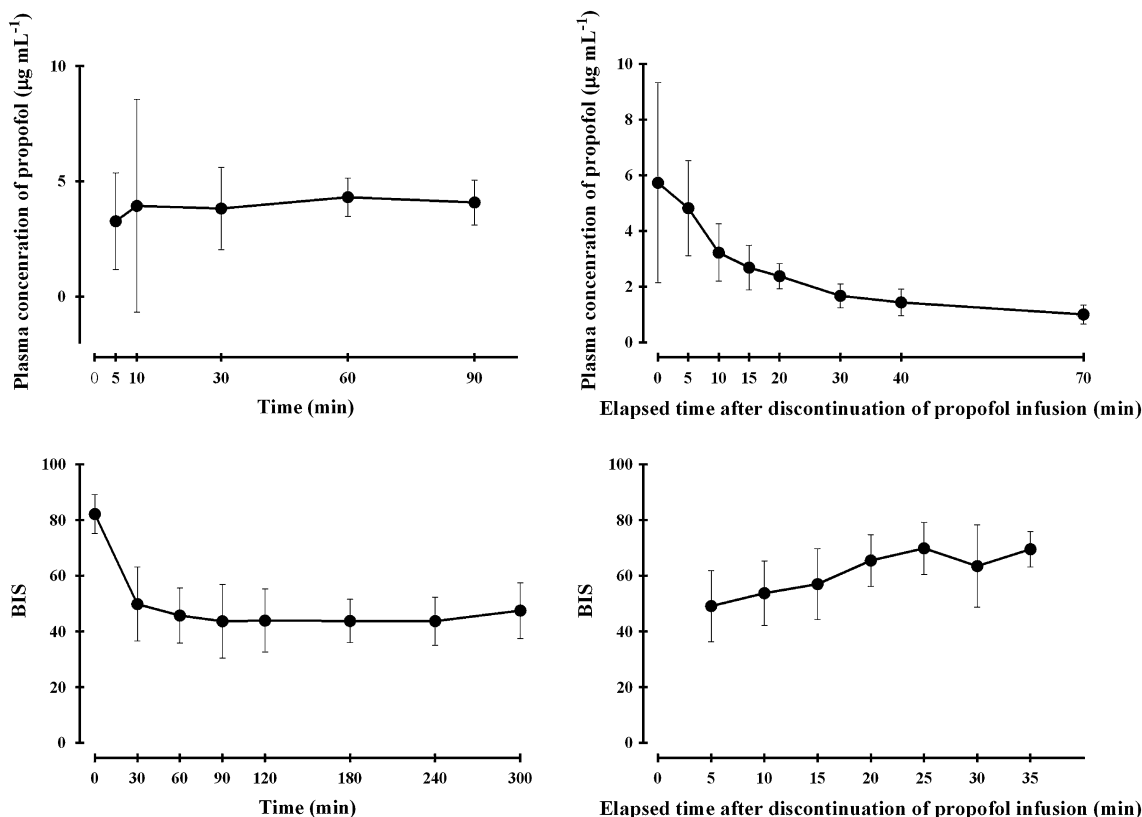 Plasma concenration of propofol (μg mL⁻¹)
10
5
0
0 5 10 30 60 90
Time (min)
Plasma concenration of propofol (μg mL⁻¹)
10
8
6
4
2
0
0 5 10 15 20 30 40 70
Elapsed time after discontinuation of propofol infusion (min)
BIS
100
80
60
40
20
0
0 30 60 90 120 180 240 300
Time (min)
BIS
100
80
60
40
20
0
0 5 10 15 20 25 30 35
Elapsed time after discontinuation of propofol infusion (min)